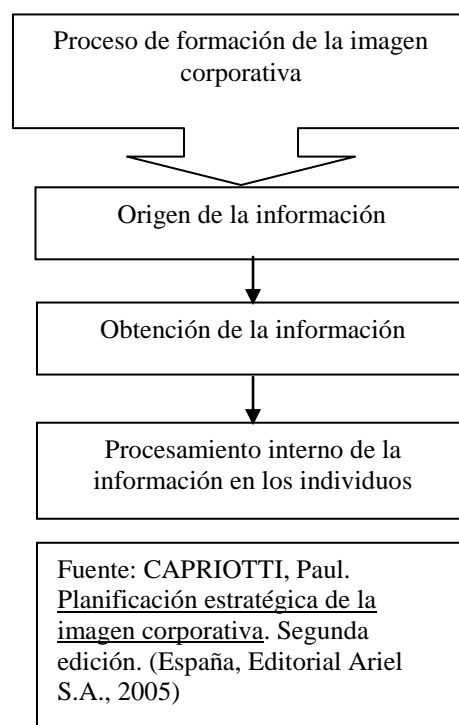 Proceso de formación de la imagen
corporativa
Origen de la información
Obtención de la información
Procesamiento interno de la
información en los individuos
Fuente: CAPRIOTTI, Paul.
Planificación estratégica de la
imagen corporativa. Segunda
edición. (España, Editorial Ariel
S.A., 2005)